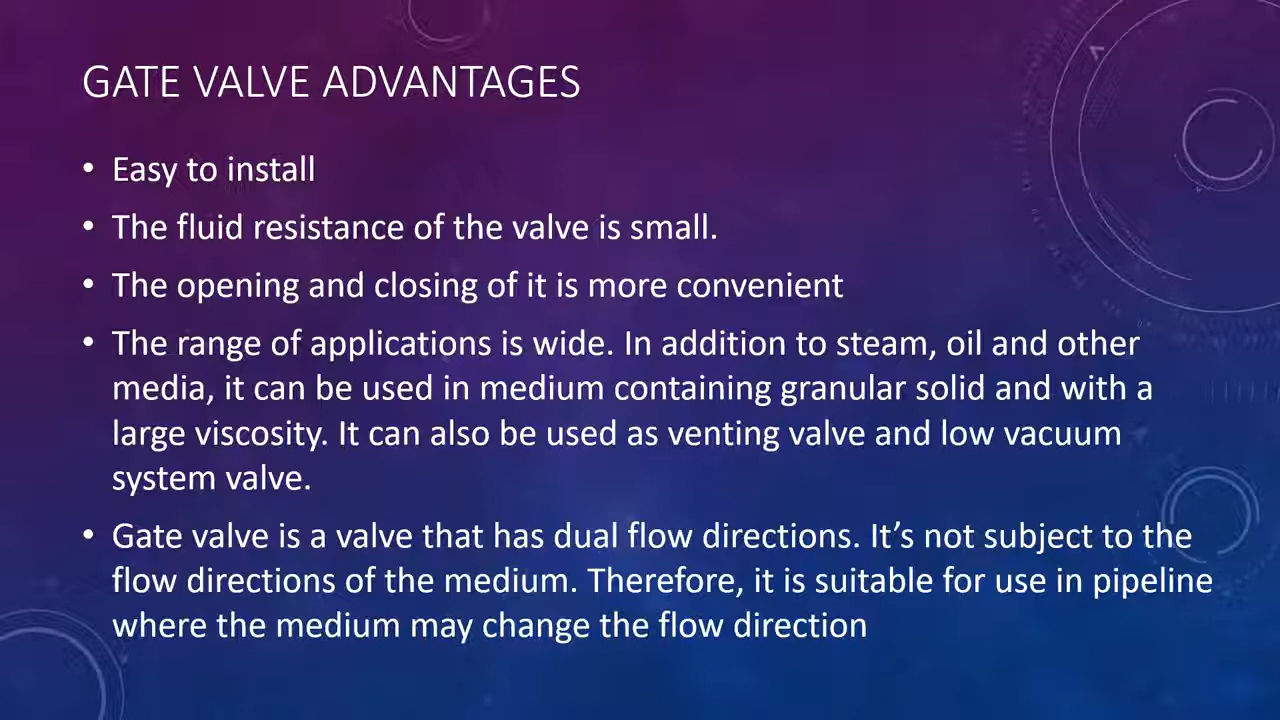 GATE VALVE ADVANTAGES
• Easy to install
• The fluid resistance of the valve is small.
• The opening and closing of it is more convenient
• The range of applications is wide. In addition to steam, oil and other
media, it can be used in medium containing granular solid and with a
large viscosity. It can also be used as venting valve and low vacuum
system valve.
• Gate valve is a valve that has dual flow directions. It’s not subject to the
flow directions of the medium. Therefore, it is suitable for use in pipeline
where the medium may change the flow direction